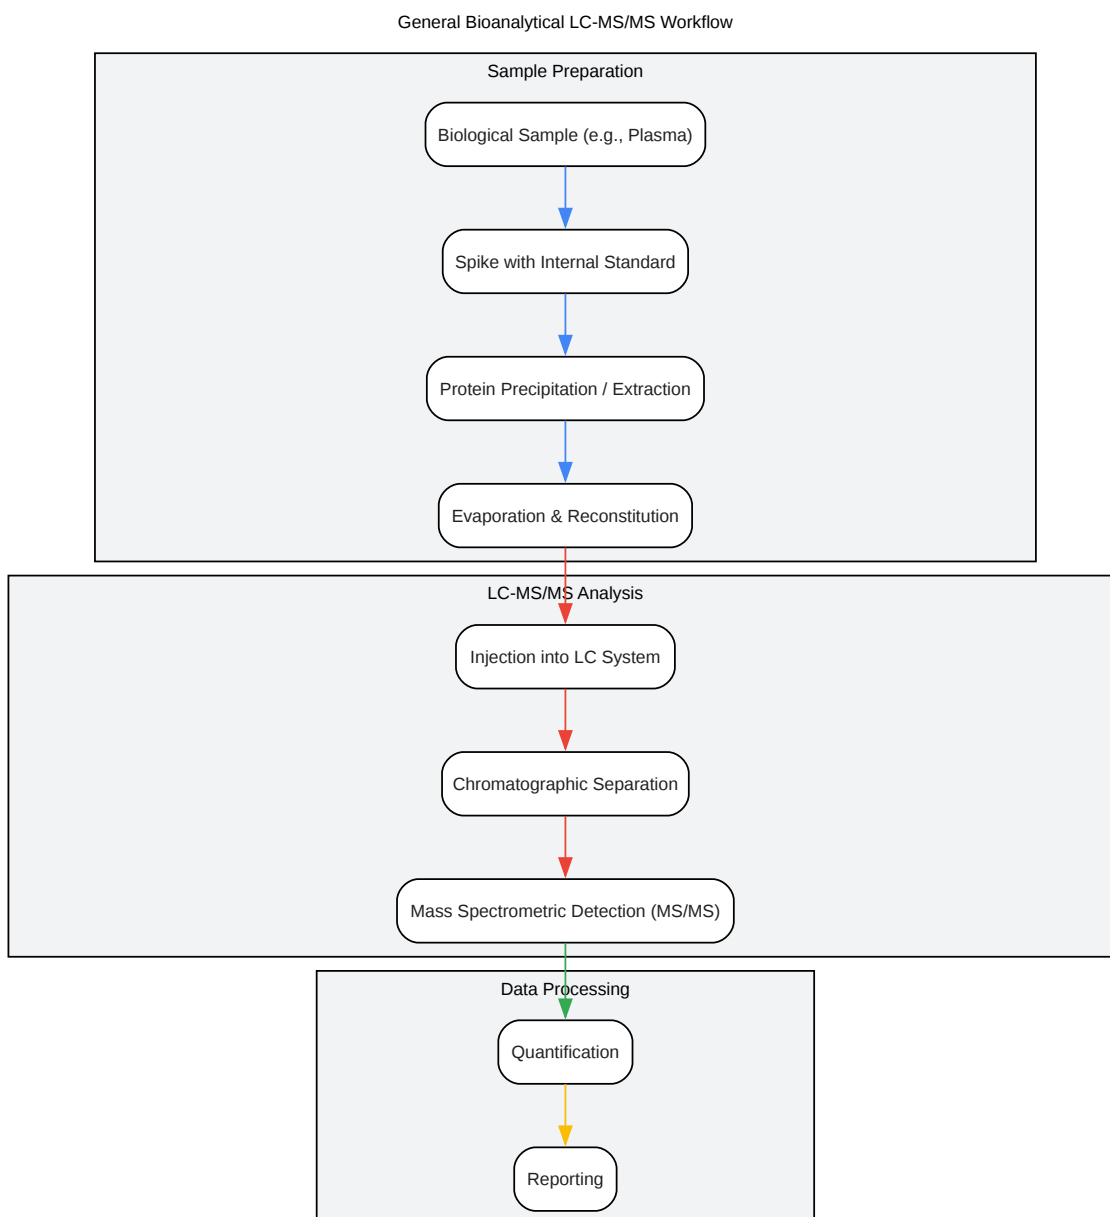 General Bioanalytical LC-MS/MS Workflow
Sample Preparation
Biological Sample (e.g., Plasma)
Spike with Internal Standard
Protein Precipitation / Extraction
Evaporation & Reconstitution
LC-MS/MS Analysis
Injection into LC System
Chromatographic Separation
Mass Spectrometric Detection (MS/MS)
Data Processing
Quantification
Reporting